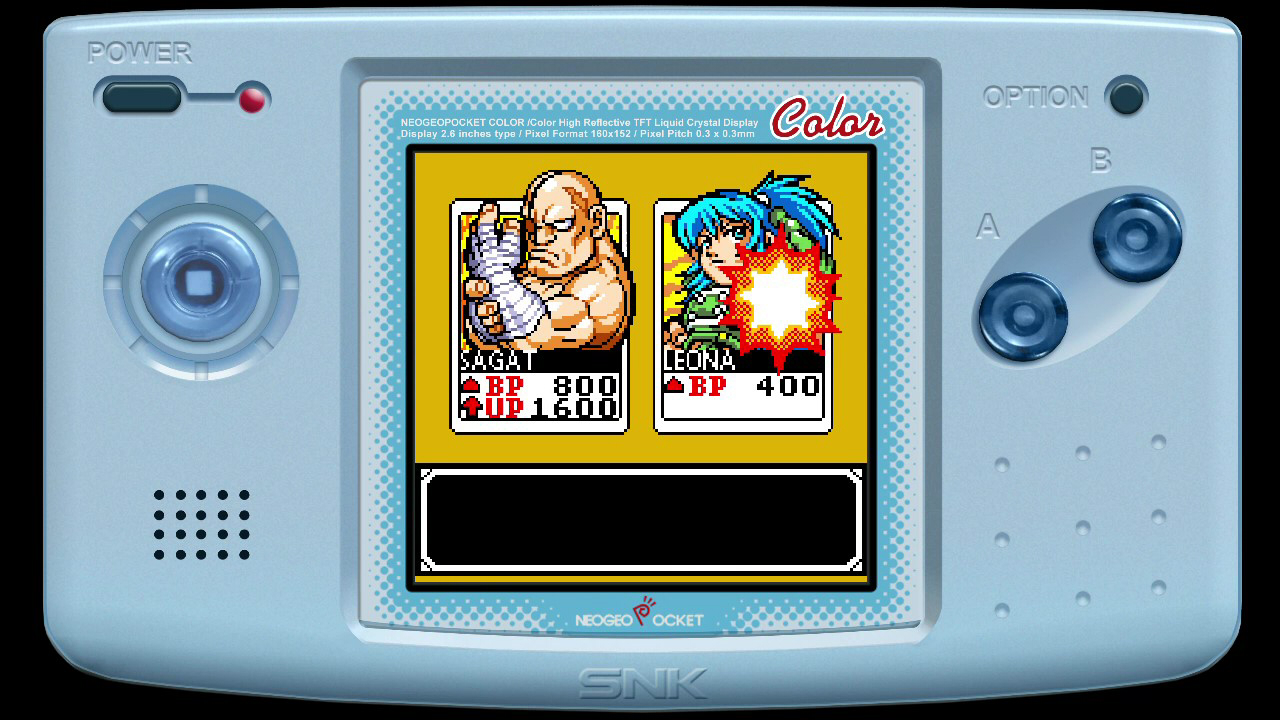 POWER
OPTION
NEOGEOPOCKET COLOR /Color High Reflective TFT Liquid Crystal Display
Display 2.6 inches type / Pixel Format 160x152 / Pixel Pitch 0.3 x 0.3mm
Color
B
A
SAGAT
BP 800
UP 1600
LEONA
BP 400
NEOGEO POCKET
SNK